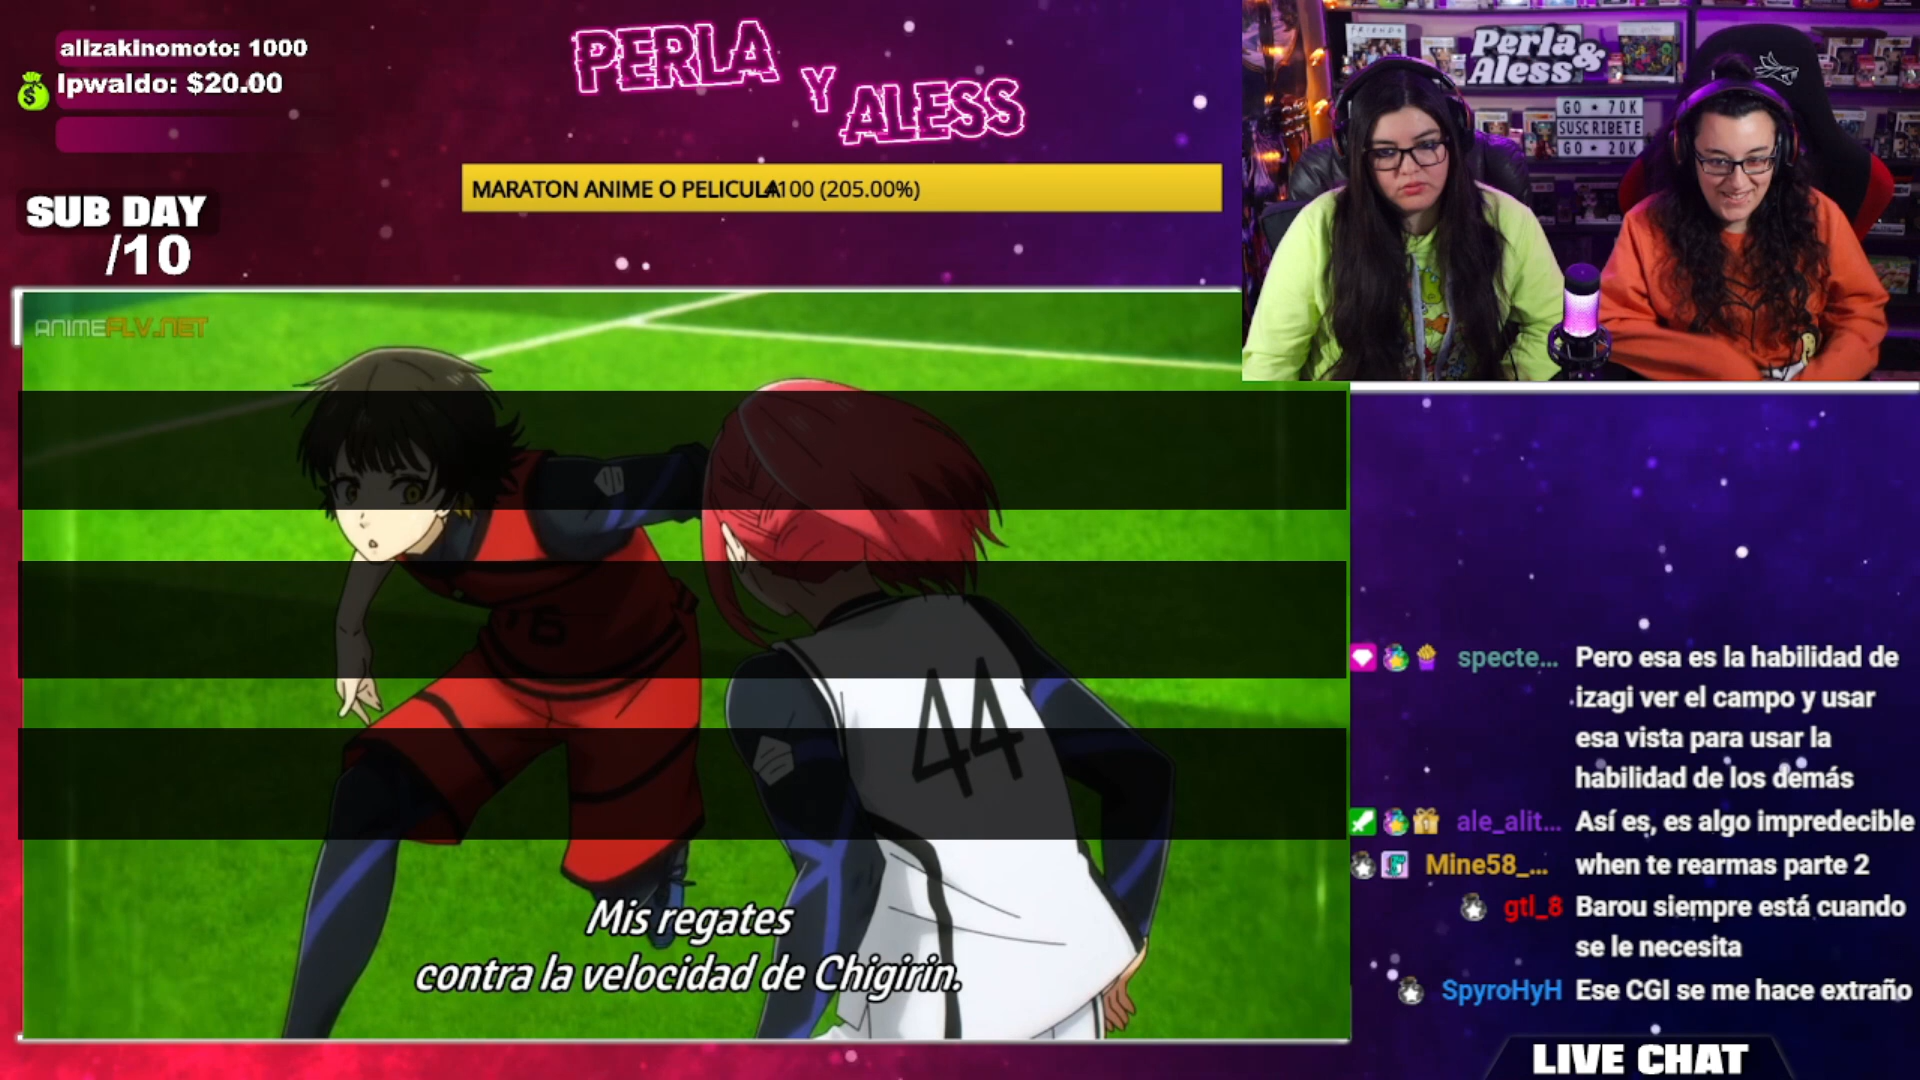 alizakinomoto: 1000
lpwaldo: $20.00
PERLA
Y
ALESS
MARATON ANIME O PELICULA
100 (205.00%)
SUB DAY
/10
FRIENDS
Perla &
Aless
GO * 70K
SUSCRIBETE
GO * 20K
ANIMEFLV.NET
44
Mis regates
contra la velocidad de Chigirin.
specte... Pero esa es la habilidad de
izagi ver el campo y usar
esa vista para usar la
habilidad de los demás
ale_alit... Así es, es algo impredecible
Mine58_... when te rearmas parte 2
gtl_8 Barou siempre está cuando
se le necesita
SpyroHyH Ese CGI se me hace extraño
LIVE CHAT